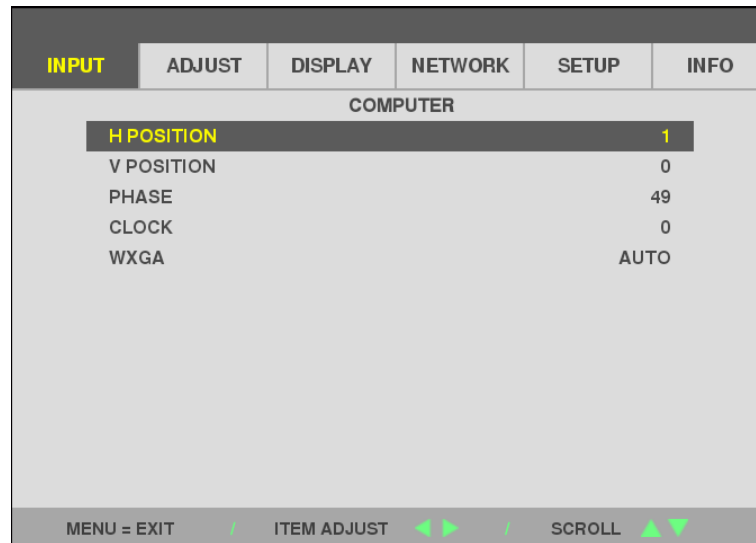 INPUT ADJUST DISPLAY NETWORK SETUP INFO
COMPUTER
H POSITION 1
V POSITION 0
PHASE 49
CLOCK 0
WXGA AUTO
MENU = EXIT / ITEM ADJUST ◀ ▶ / SCROLL ▲ ▼